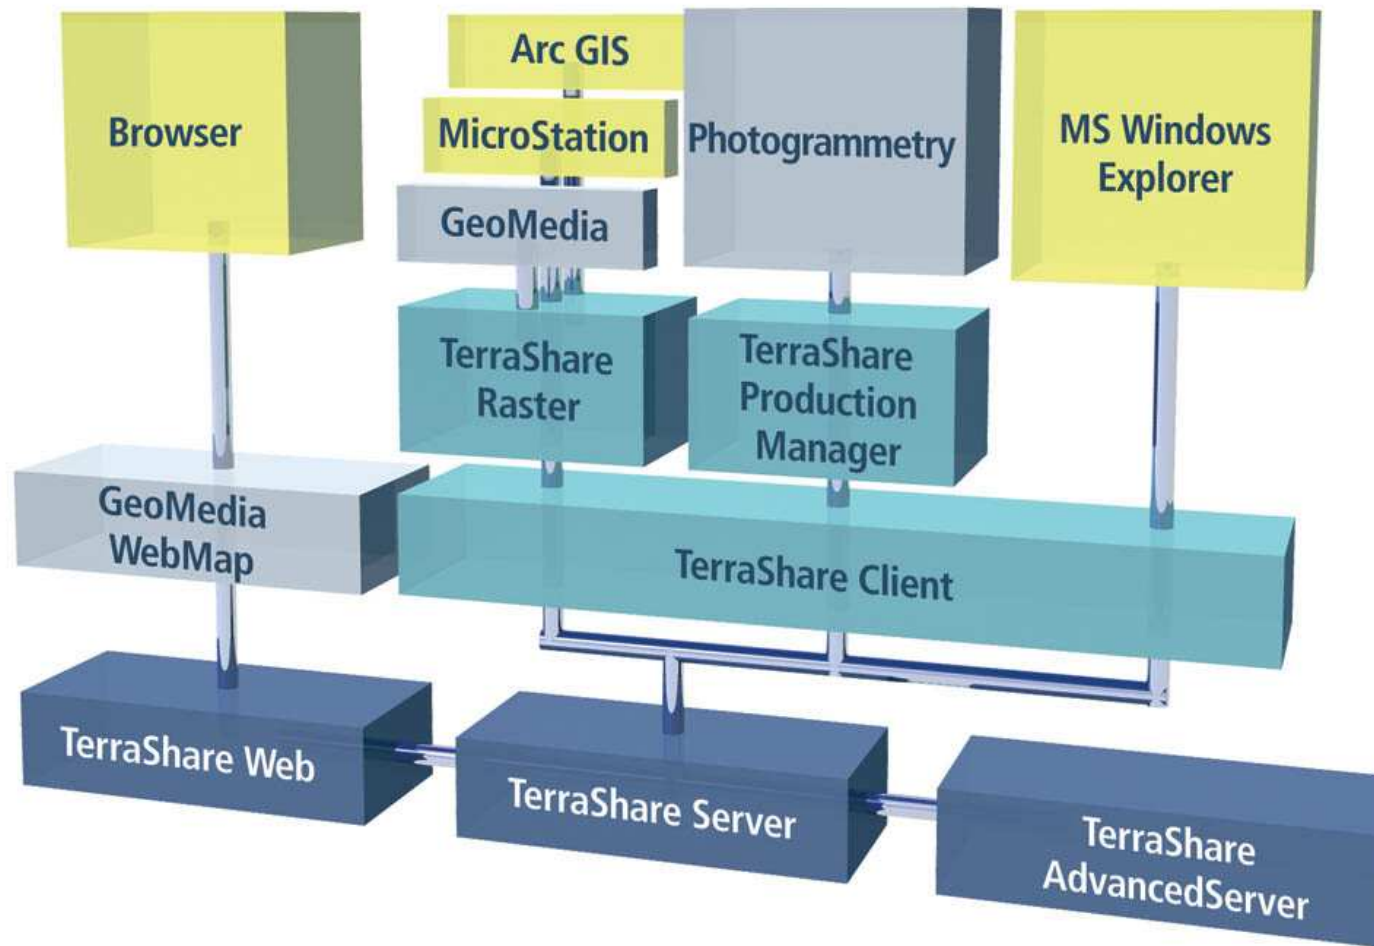 Browser
Arc GIS
MicroStation
GeoMedia
Photogrammetry
MS Windows
Explorer
TerraShare
Raster
TerraShare
Production
Manager
GeoMedia
WebMap
TerraShare Client
TerraShare Web
TerraShare Server
TerraShare
AdvancedServer